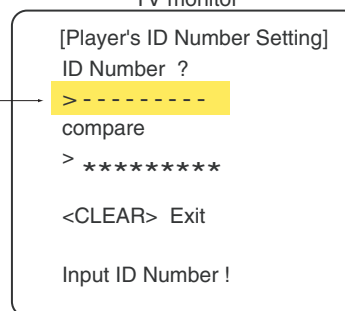 TV monitor
[Player's ID Number Setting]
ID Number ?
> - - - - - - - - -
compare
> *********
<CLEAR> Exit
Input ID Number !